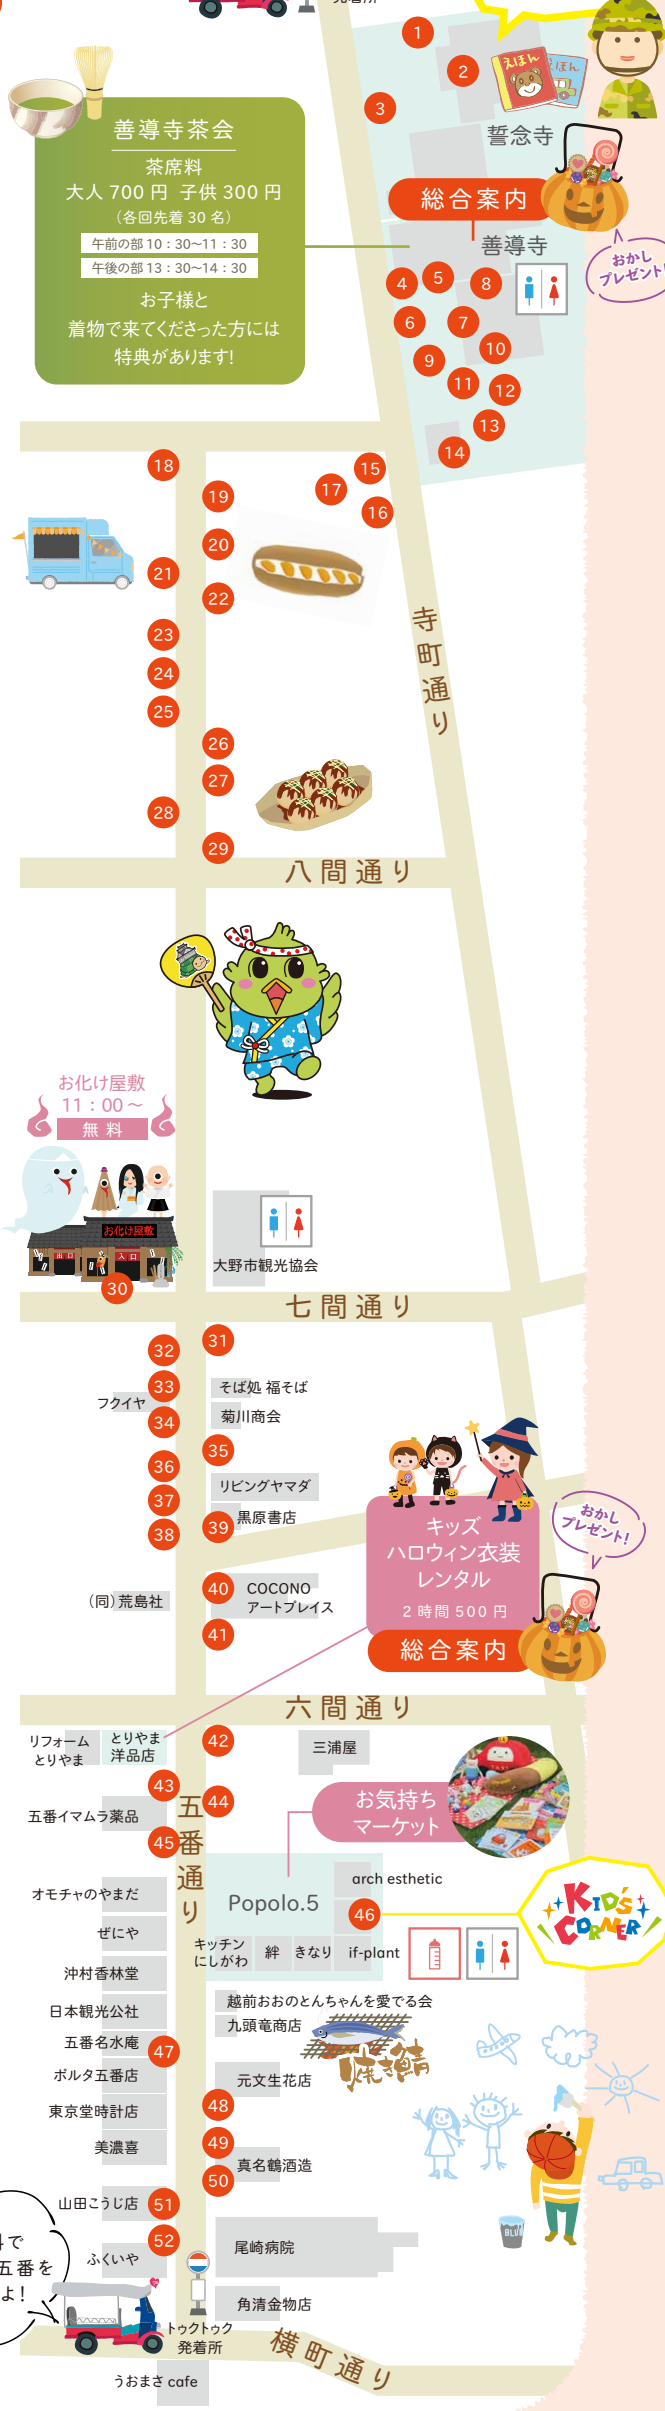 1
2
えほん
えほん
3
誓念寺
善導寺茶会
茶席料
大人 700 円 子供 300 円
（各回先着 30 名）
午前の部 10：30〜11：30
午後の部 13：30〜14：30
お子様と
着物で来てくださった方には
特典があります！
総合案内
善導寺
おかし
プレゼント！
4
5
8
6
7
9
10
11
12
13
14
15
17
16
18
19
20
21
22
23
24
25
26
27
28
29
寺町通り
八間通り
お化け屋敷
11：00〜
無料
お化け屋敷
出口
入口
30
大野市観光協会
七間通り
31
32
33
そば処 福そば
フクイヤ
菊川商会
34
35
36
リビングヤマダ
37
38
39
黒原書店
キッズ
ハロウィン衣装
レンタル
2 時間 500 円
総合案内
おかし
プレゼント！
40
COCONO
アートプレイス
（同）荒島社
41
六間通り
リフォーム
とりやま
とりやま
洋品店
42
三浦屋
43
44
五番イマムラ薬品
45
五番通り
お気持ち
マーケット
オモチャのやまだ
Popolo.5
arch esthetic
46
KID'S
CORNER
ぜにや
キッチン
にしがわ
絆
きなり
if-plant
沖村香林堂
日本観光公社
越前おおのとんちゃんを愛でる会
九頭竜商店
焼き鯖
五番名水庵
47
ボルタ五番店
元文生花店
東京堂時計店
48
美濃喜
49
真名鶴酒造
50
山田こうじ店
51
52
ふくいや
尾崎病院
BLUE
で
五番を
よ！
角清金物店
トゥクトゥク
発着所
横町通り
うおまさ cafe